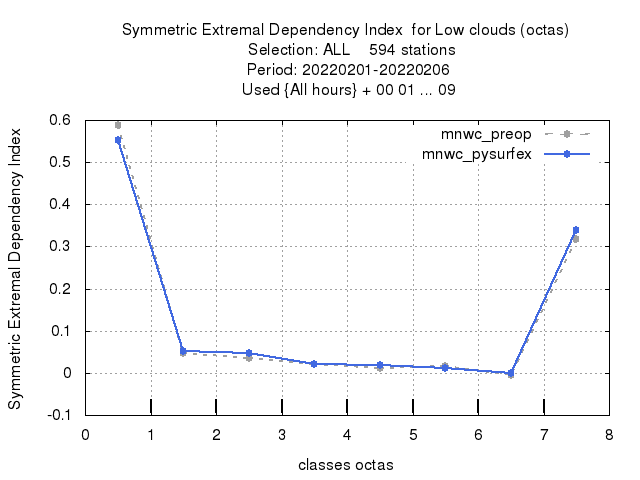 Symmetric Extremal Dependency Index  for Low clouds (octas)
Selection: ALL    594 stations
Period: 20220201-20220206
Used {All hours} + 00 01 ... 09
Symmetric Extremal Dependency Index
0.6
0.5
0.4
0.3
0.2
0.1
0
-0.1
mnwc_preop
mnwc_pysurfex
0 1 2 3 4 5 6 7 8
classes octas